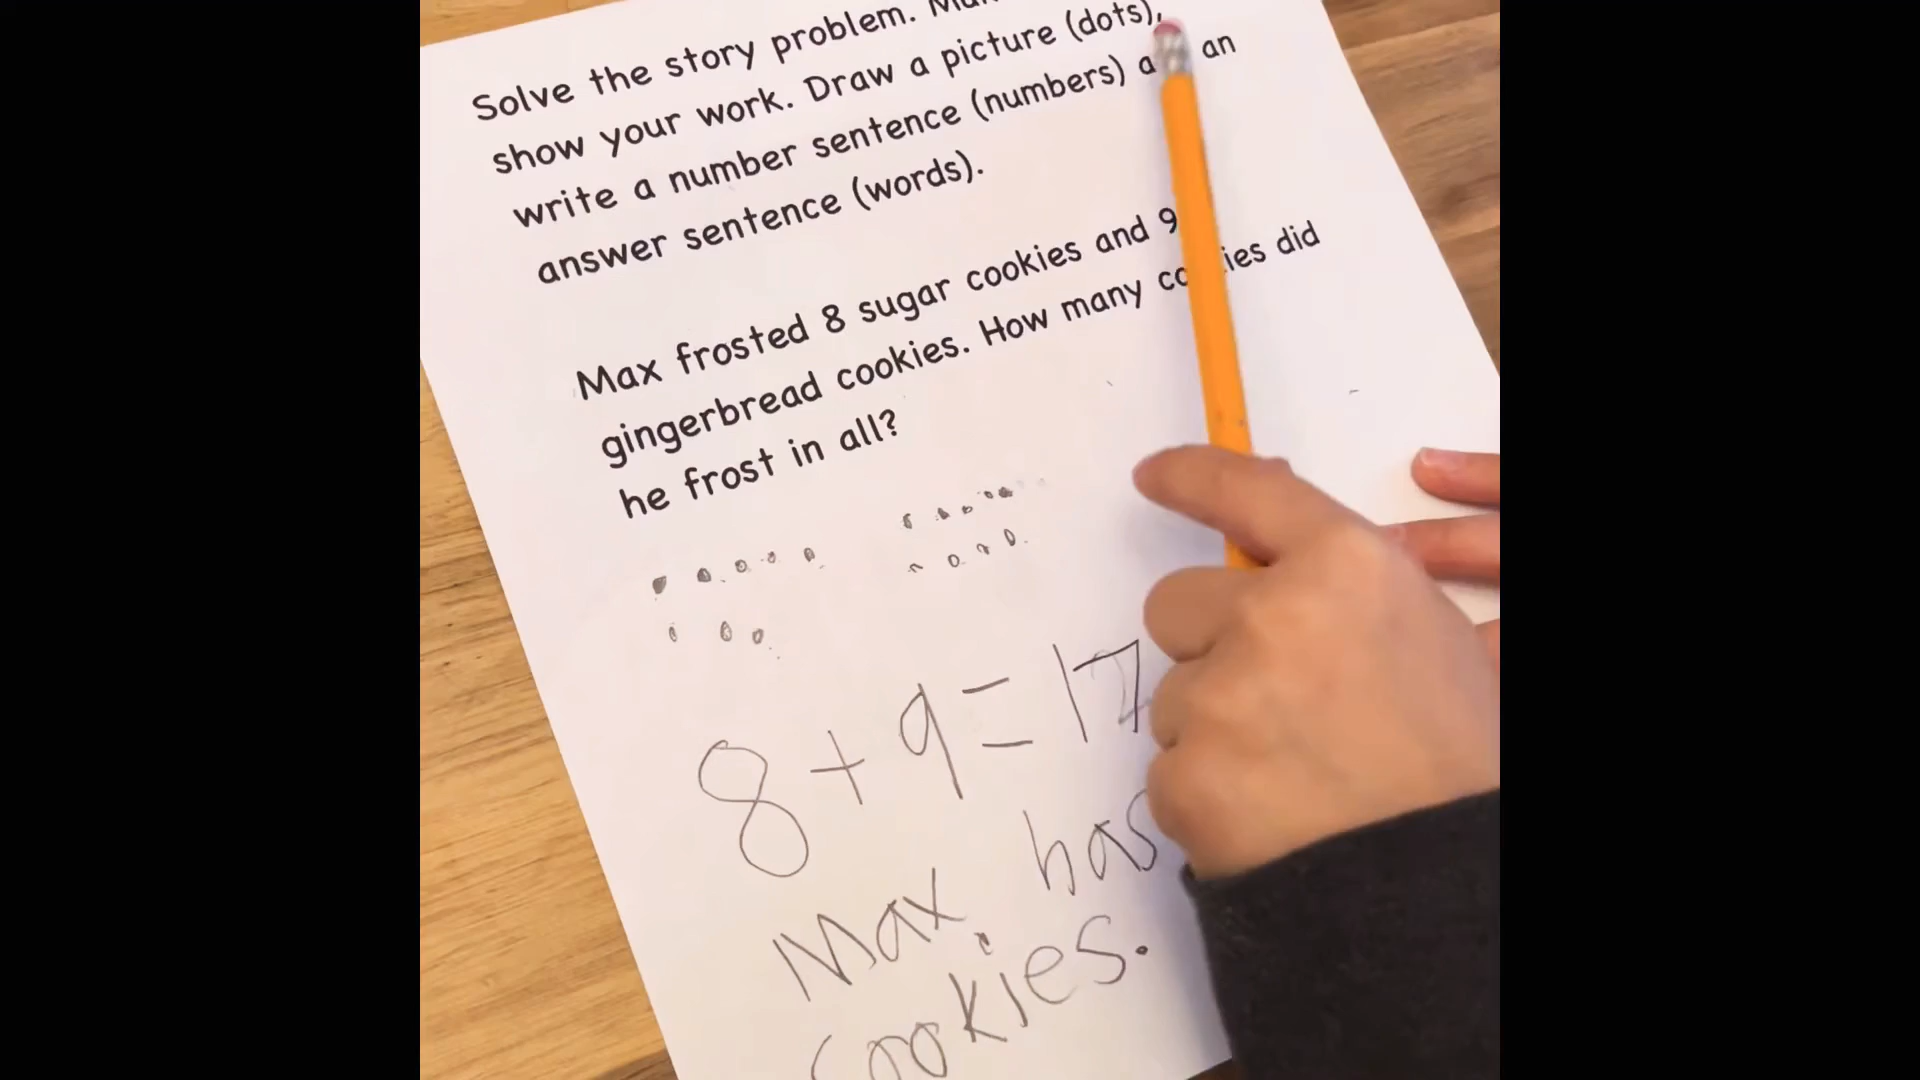 Solve the story problem.
show your work. Draw a picture (dots),
write a number sentence (numbers) an
answer sentence (words).
Max frosted 8 sugar cookies and 9
gingerbread cookies. How many did
he frost in all?
8+9=17
Max has
cookies.